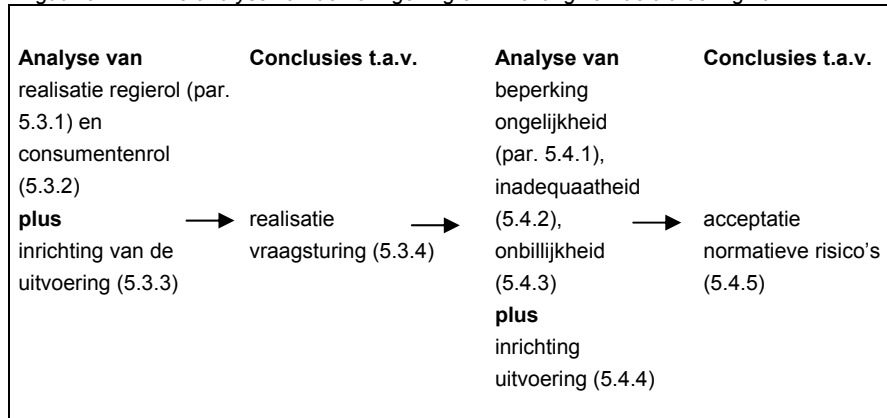 Analyse van
realisatie regierol (par.
5.3.1) en
consumentenrol
(5.3.2)
plus
inrichting van de
uitvoering (5.3.3)
Conclusies t.a.v.
realisatie
vraagsturing (5.3.4)
Analyse van
beperking
ongelijkheid
(par. 5.4.1),
inadequaatheid
(5.4.2),
onbillijkheid
(5.4.3)
plus
inrichting
uitvoering (5.4.4)
Conclusies t.a.v.
acceptatie
normatieve risico's
(5.4.5)